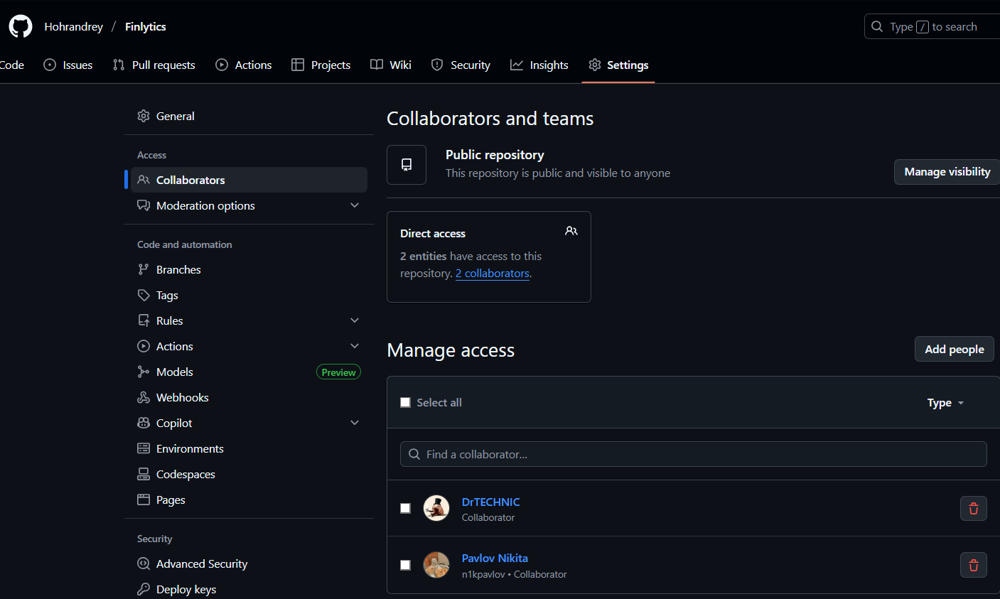 Hohrandrey / Finlytics
Type / to search
Code Issues Pull requests Actions Projects Wiki Security Insights Settings
General
Access
Collaborators
Moderation options
Code and automation
Branches
Tags
Rules
Actions
Models Preview
Webhooks
Copilot
Environments
Codespaces
Pages
Security
Advanced Security
Deploy keys
Collaborators and teams
Public repository
This repository is public and visible to anyone
Manage visibility
Direct access
2 entities have access to this
repository. 2 collaborators.
Manage access
Add people
Select all
Type
Find a collaborator...
DrTECHNIC
Collaborator
Pavlov Nikita
n1kpavlov • Collaborator